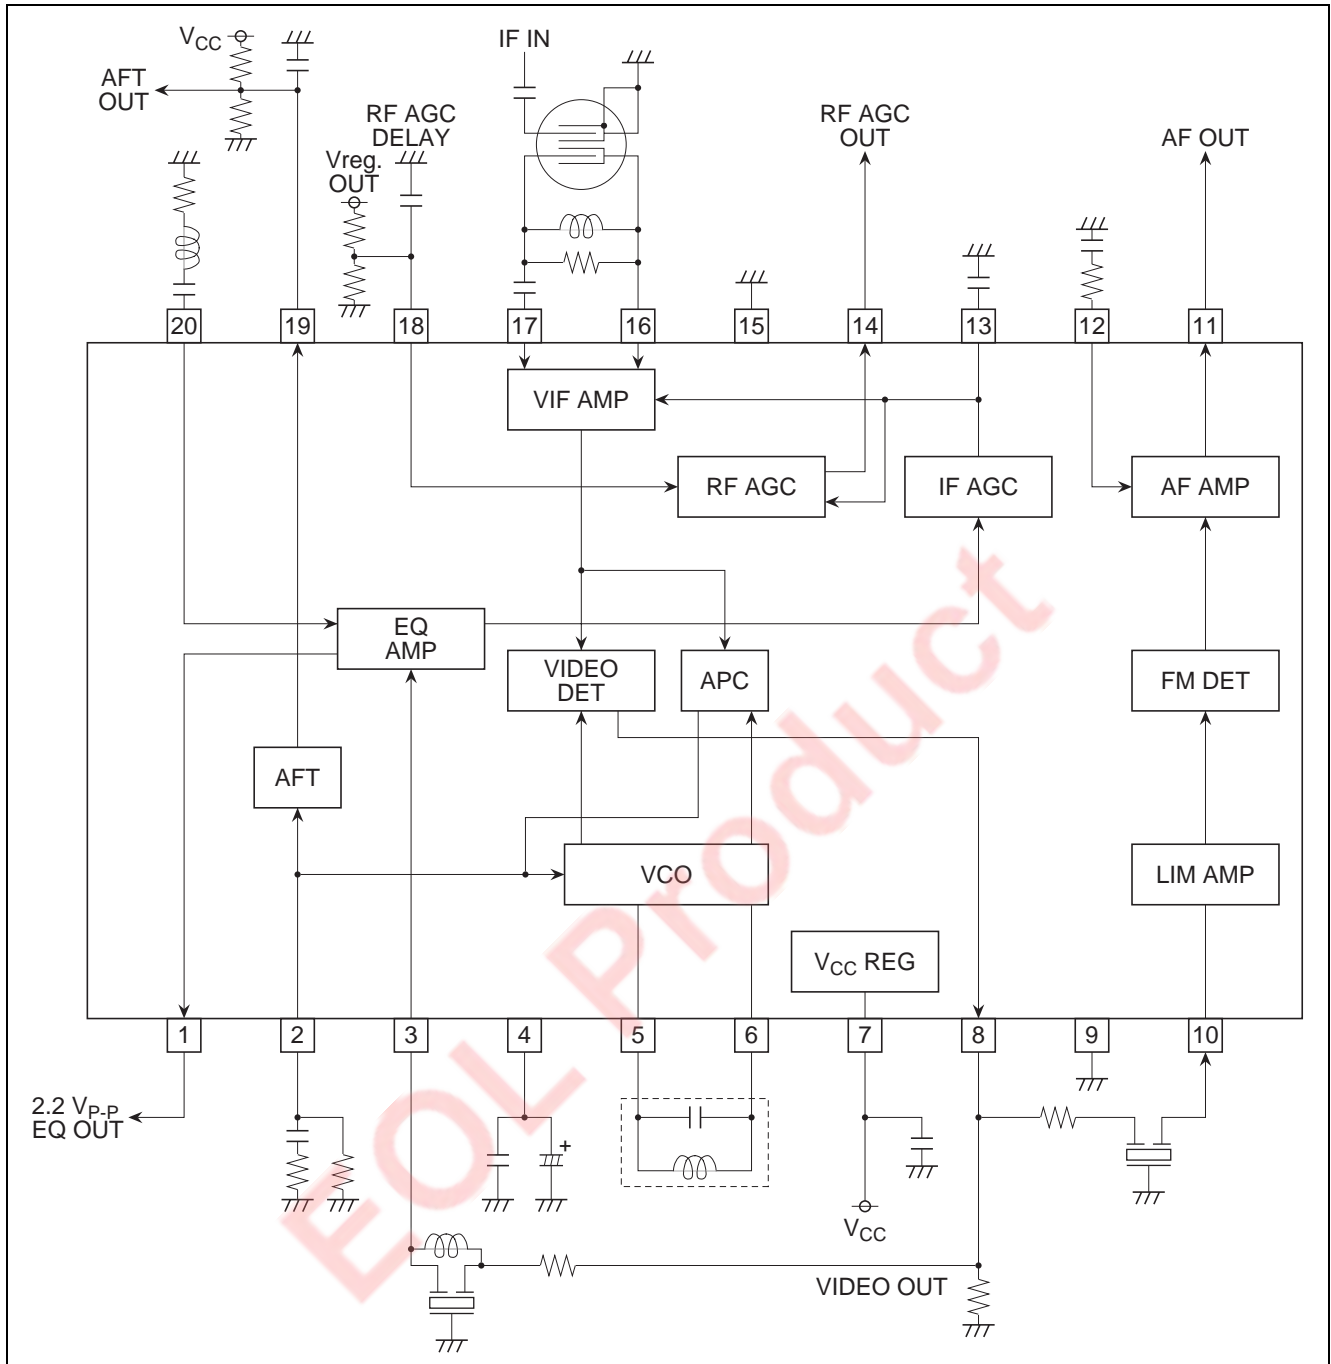 VCC
IF IN
AFT
OUT
RF AGC
DELAY
RF AGC
OUT
AF OUT
Vreg.
OUT
20
19
18
17
16
15
14
13
12
11
VIF AMP
RF AGC
IF AGC
AF AMP
EQ
AMP
VIDEO
DET
APC
FM DET
AFT
VCO
LIM AMP
VCC REG
1
2
3
4
5
6
7
8
9
10
2.2 VP-P
EQ OUT
+
VCC
VIDEO OUT
EOL Product